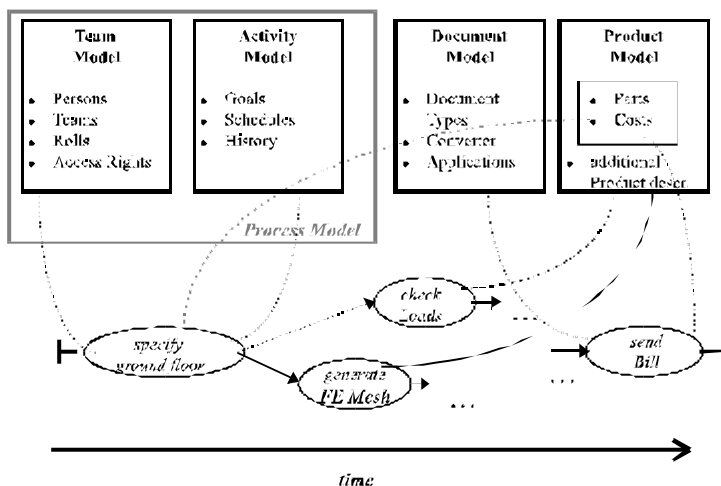 Team
Model
• Persons
• Teams
• Rolls
• Access Rights
Activity
Model
• Goals
• Schedules
• History
Process Model
Document
Model
• Document
Types
• Converter
• Applications
Product
Model
• Parts
• Costs
• additional
Product descr.
specify
ground floor
check
Loads
...
generate
FE Mesh
...
send
Bill
...
time